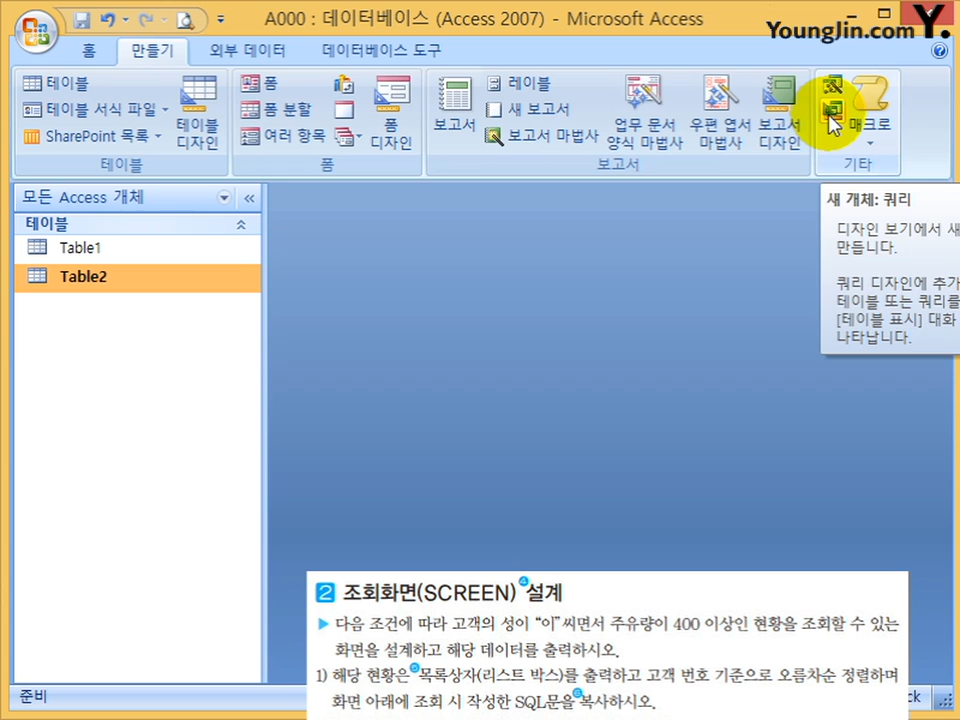 A000 : 데이터베이스 (Access 2007) - Microsoft Access
YoungJin.com Y.
홈 만들기 외부 데이터 데이터베이스 도구
테이블
테이블 서식 파일
SharePoint 목록
테이블
디자인
테이블
폼
폼 분할
여러 항목
폼
디자인
폼
보고서
레이블
새 보고서
보고서 마법사
업무 문서
양식 마법사
우편 엽서
마법사
보고서
디자인
보고서
매크로
기타
모든 Access 개체
테이블
Table1
Table2
새 개체: 쿼리
디자인 보기에서 새
만듭니다.
쿼리 디자인에 추가
테이블 또는 쿼리를
[테이블 표시] 대화
나타납니다.
2 조회화면(SCREEN) 설계
▶ 다음 조건에 따라 고객의 성이 “이”씨면서 주유량이 400 이상인 현황을 조회할 수 있는
화면을 설계하고 해당 데이터를 출력하시오.
1) 해당 현황은 목록상자(리스트 박스)를 출력하고 고객 번호 기준으로 오름차순 정렬하며
화면 아래에 조회 시 작성한 SQL문을 복사하시오.
준비
ck